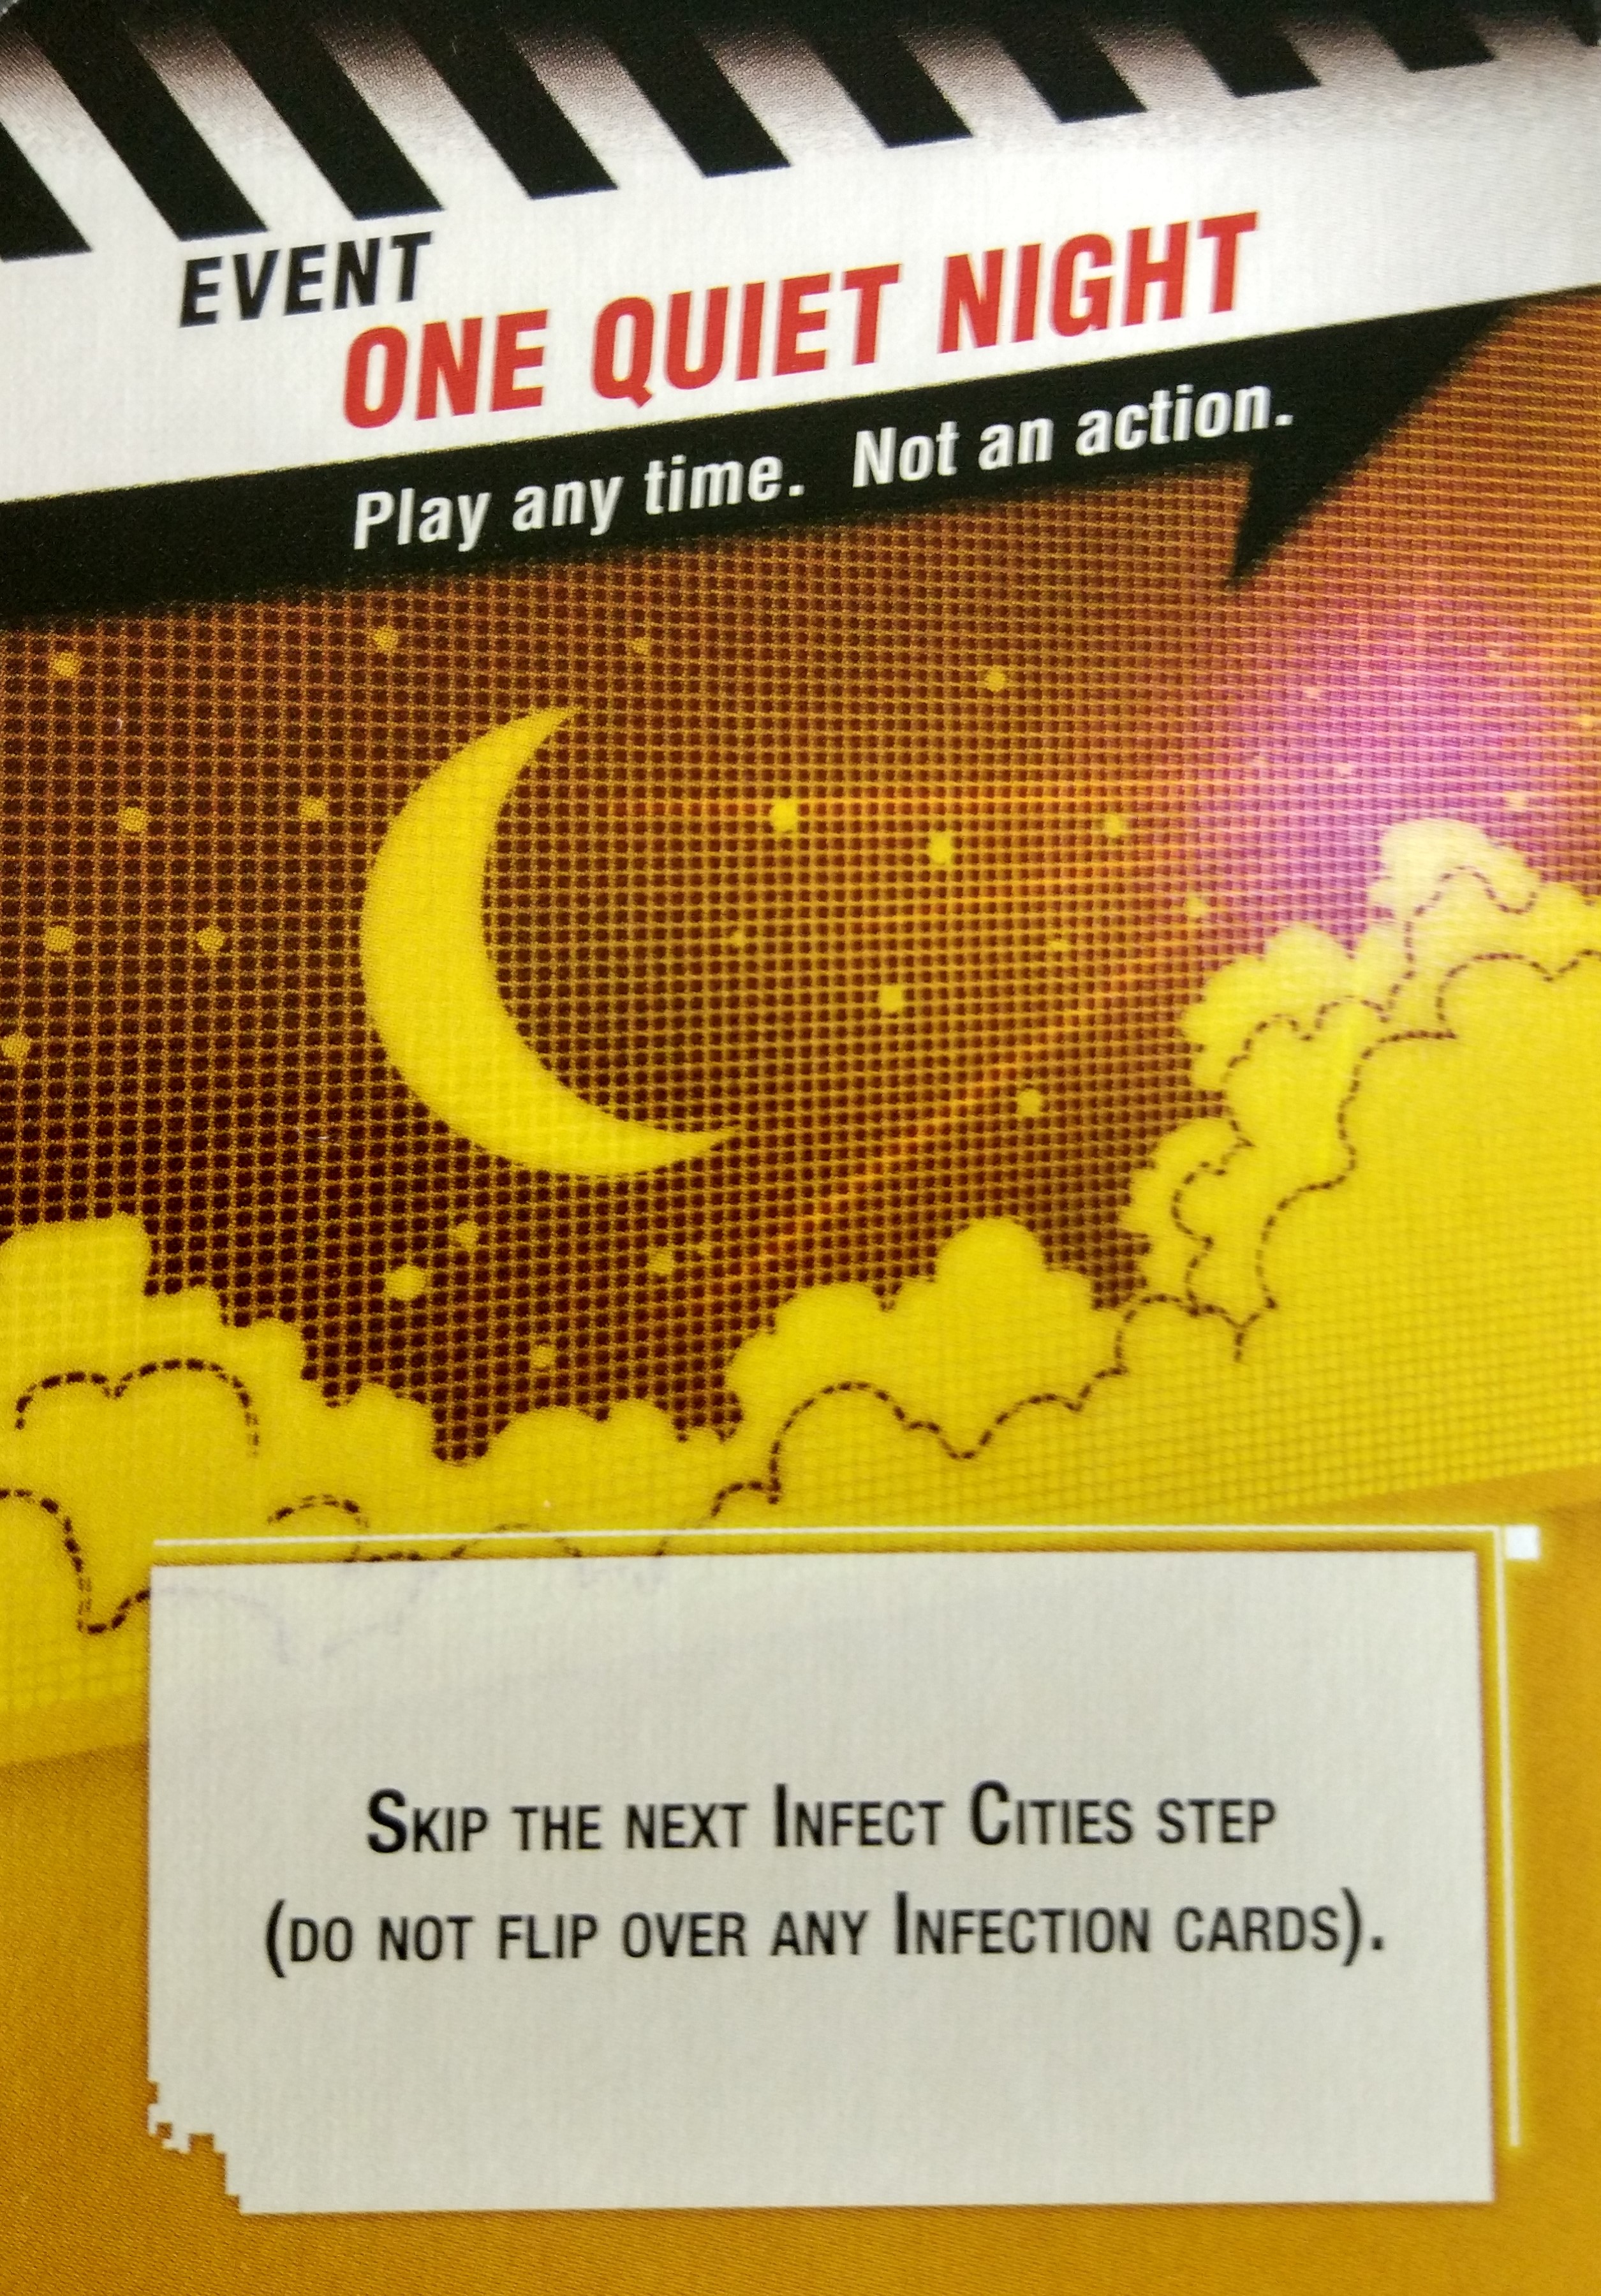 EVENT
ONE QUIET NIGHT
Play any time. Not an action.
Skip the next Infect Cities step
(do not flip over any Infection cards).